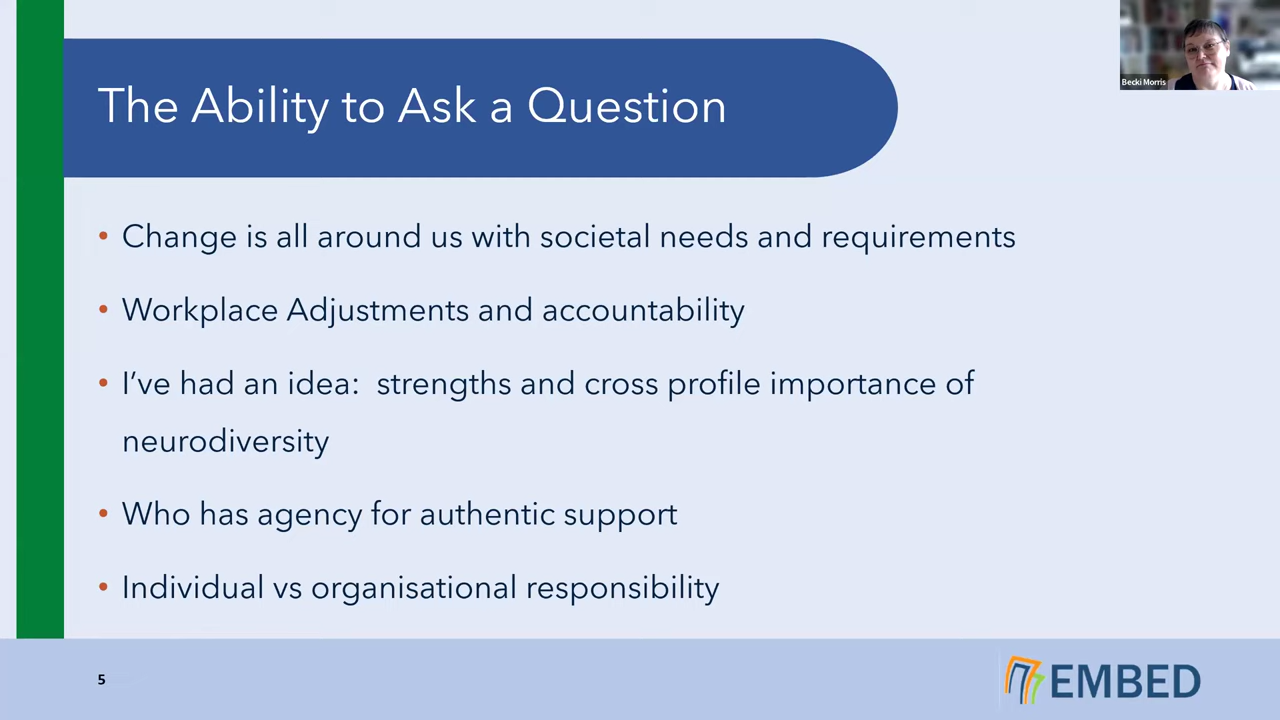 The Ability to Ask a Question
Becki Morris
• Change is all around us with societal needs and requirements
• Workplace Adjustments and accountability
• I’ve had an idea:  strengths and cross profile importance of
neurodiversity
• Who has agency for authentic support
• Individual vs organisational responsibility
5
EMBED